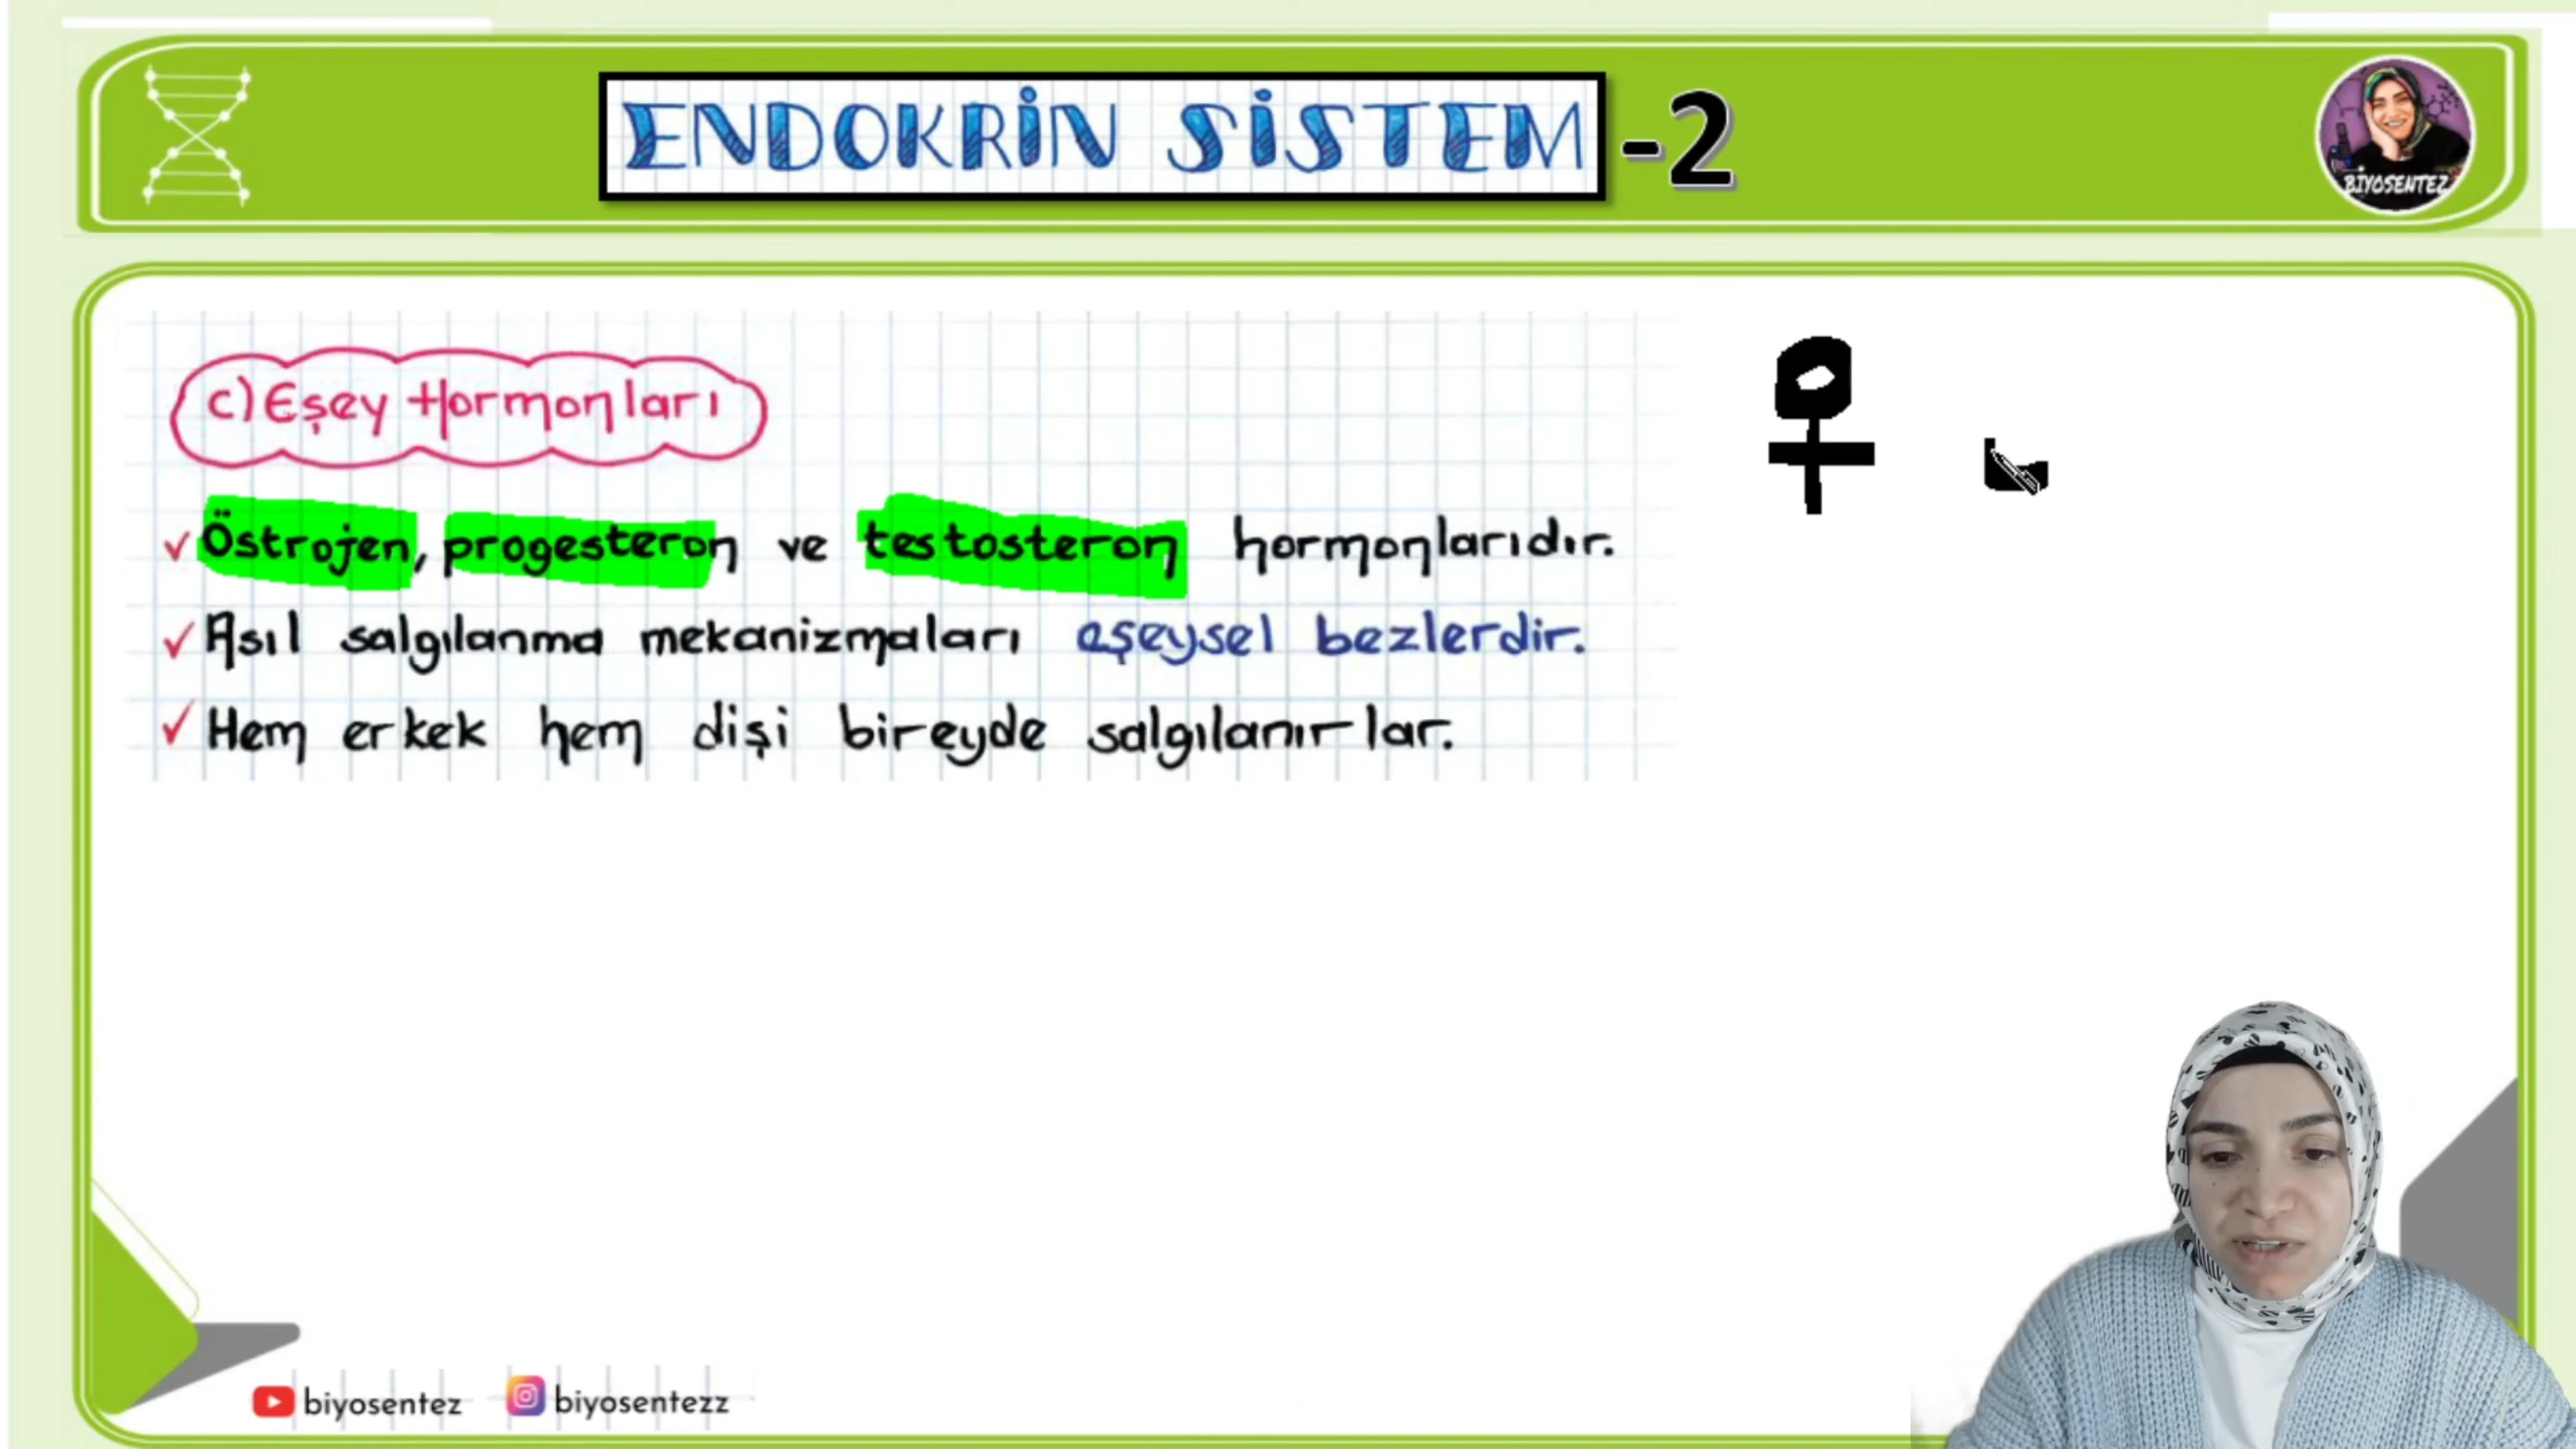 ENDOKRİN SİSTEM -2
BİYOSENTEZ
c) Eşey Hormonları
✓ Östrojen, progesteron ve testosteron hormonlarıdır.
✓ Asıl salgılanma mekanizmaları eşeysel bezlerdir.
✓ Hem erkek hem dişi bireyde salgılanırlar.
biyosentez biyosentezz